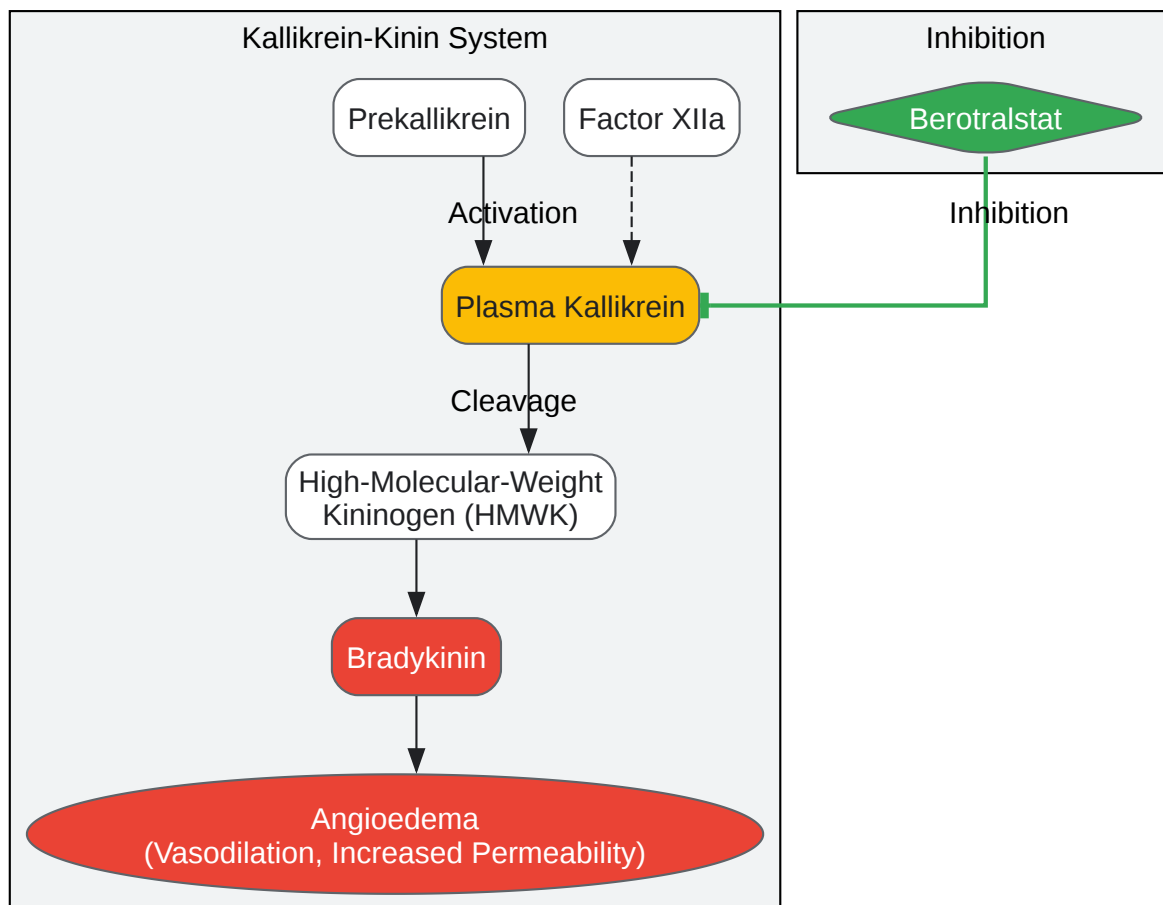 Kallikrein-Kinin System
Inhibition
Prekallikrein
Factor XIIa
Berotralstat
Activation
Inhibition
Plasma Kallikrein
Cleavage
High-Molecular-Weight
Kininogen (HMWK)
Bradykinin
Angioedema
(Vasodilation, Increased Permeability)